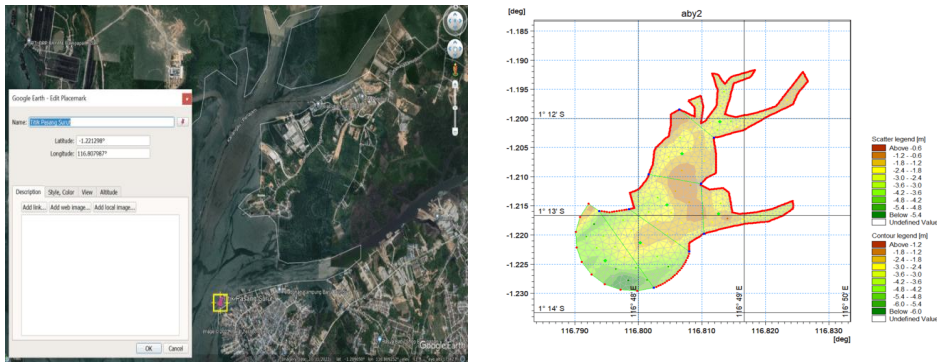 Google Earth - Edit Placemark
Name: Titik Pasang Surut
Latitude: -1.221298°
Longitude: 116.807087°
Description Style, Color View Altitude
Add link... Add web image... Add local image...
OK Cancel
Pasang Surut
Google Earth
aby2
[deg]
-1.185
-1.190
-1.195
-1.200
-1.205
-1.210
-1.215
-1.220
-1.225
-1.230
1° 12' S
1° 13' S
1° 14' S
116° 48' E
116° 49' E
116° 50' E
116.790 116.800 116.810 116.820 116.830
[deg]
Scatter legend [m]
Above -0.6
-1.2 - -0.6
-1.8 - -1.2
-2.4 - -1.8
-3.0 - -2.4
-3.6 - -3.0
-4.2 - -3.6
-4.8 - -4.2
-5.4 - -4.8
Below -5.4
Undefined Value
Contour legend [m]
Above -1.2
-1.8 - -1.2
-2.4 - -1.8
-3.0 - -2.4
-3.6 - -3.0
-4.2 - -3.6
-4.8 - -4.2
-5.4 - -4.8
-6.0 - -5.4
Below -6.0
Undefined Value